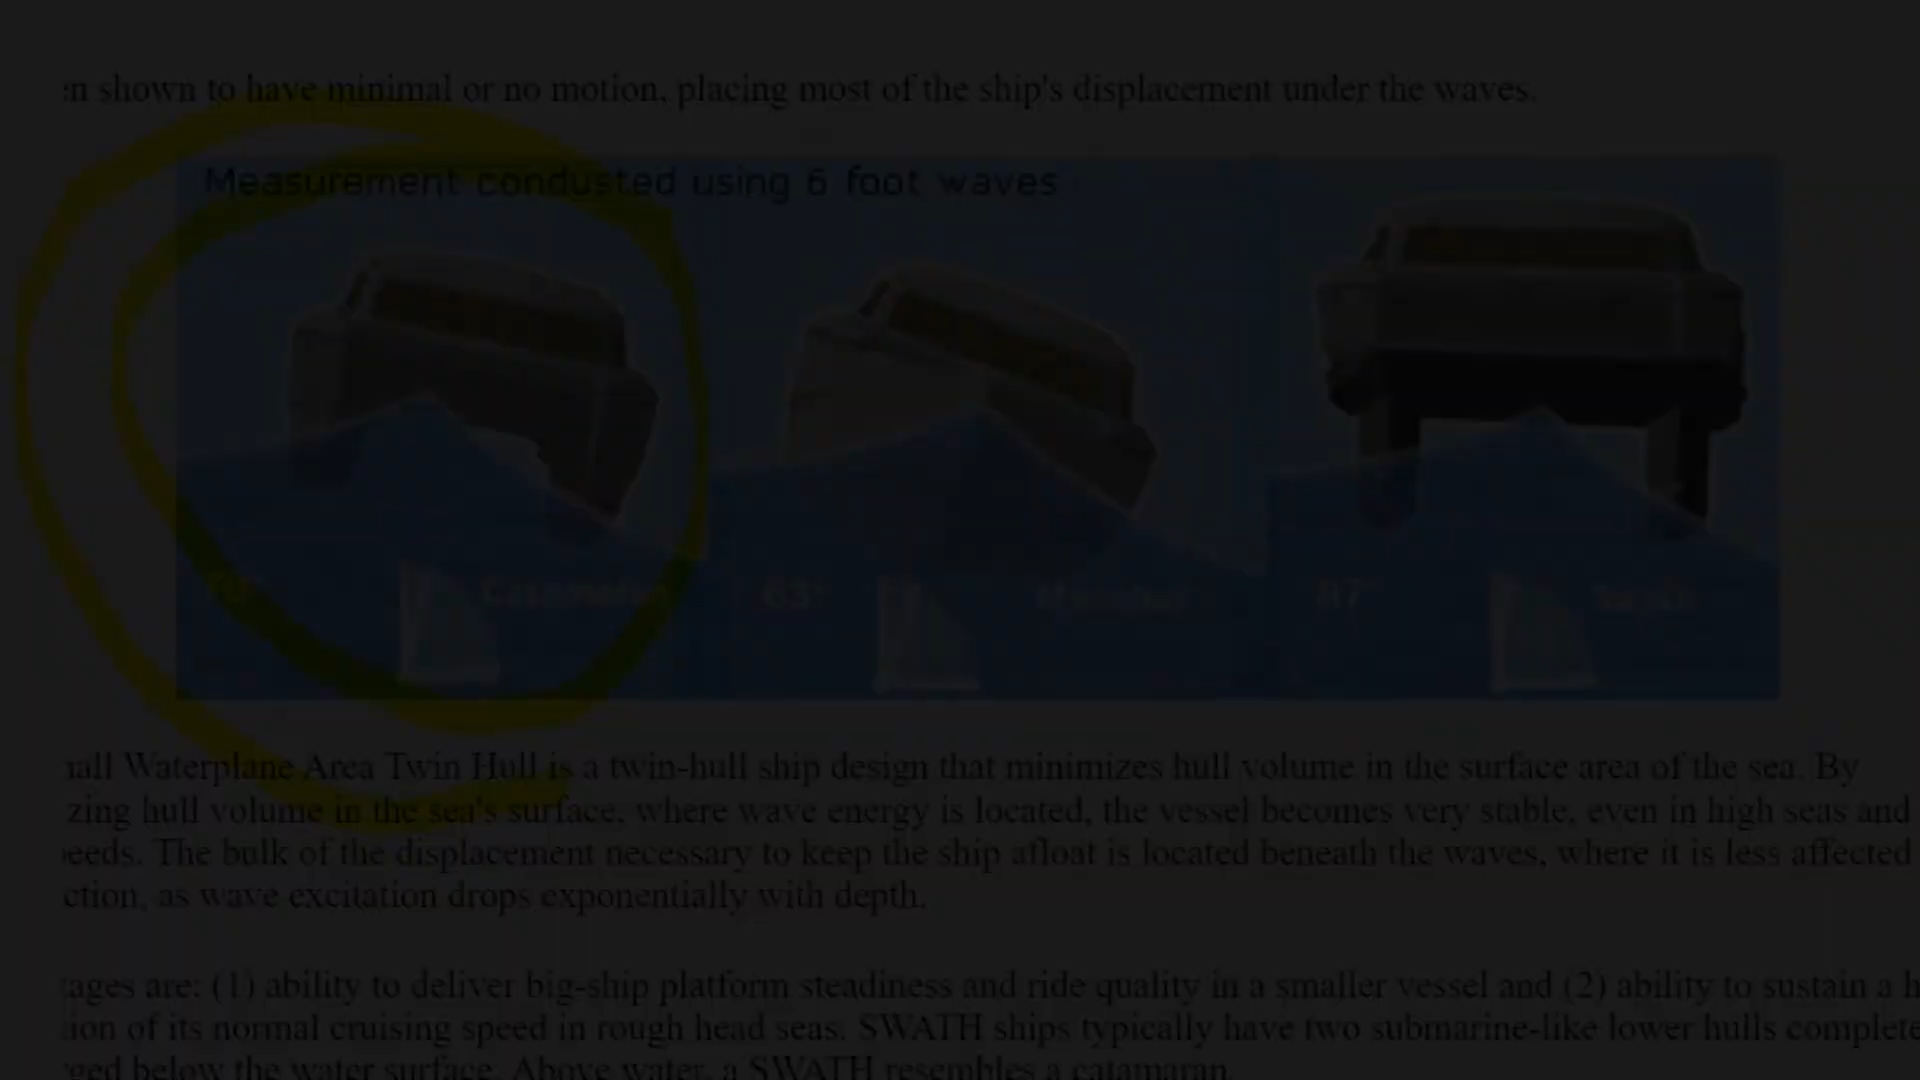 :n shown to have minimal or no motion, placing most of the ship's displacement under the waves.
Measurement condusted using 6 foot waves
63°
87°
nall Waterplane Area Twin Hull is a twin-hull ship design that minimizes hull volume in the surface area of the sea. By
zing hull volume in the sea's surface, where wave energy is located, the vessel becomes very stable, even in high seas and
eeds. The bulk of the displacement necessary to keep the ship afloat is located beneath the waves, where it is less affected
ction, as wave excitation drops exponentially with depth.
ages are: (1) ability to deliver big-ship platform steadiness and ride quality in a smaller vessel and (2) ability to sustain a h
ion of its normal cruising speed in rough head seas. SWATH ships typically have two submarine-like lower hulls complete
ged below the water surface. Above water, a SWATH resembles a catamaran.